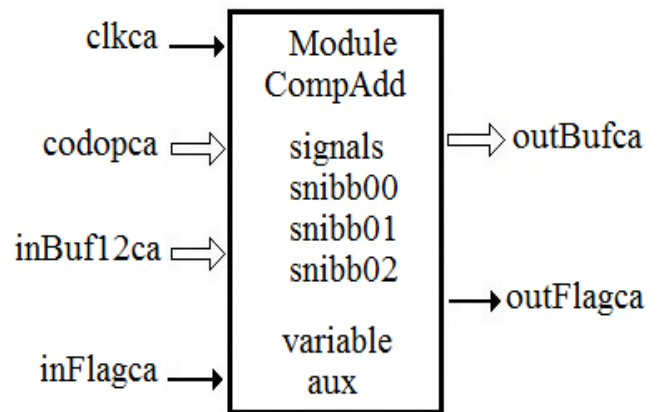 clkca
codopca
inBuf12ca
inFlagca
Module
CompAdd
signals
snibb00
snibb01
snibb02
variable
aux
outBufca
outFlagca